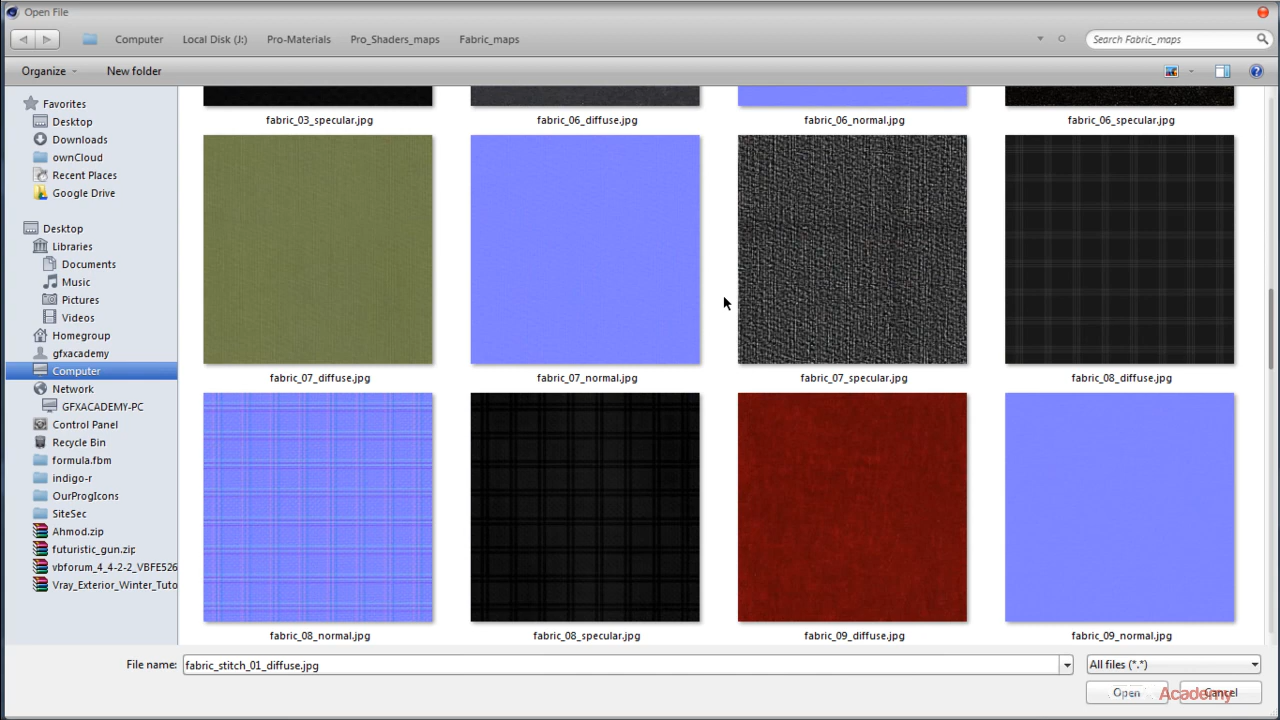 Open File
Computer Local Disk (J:) Pro-Materials Pro_Shaders_maps Fabric_maps Search Fabric_maps
Organize New folder
Favorites
Desktop
Downloads
ownCloud
Recent Places
Google Drive
Desktop
Libraries
Documents
Music
Pictures
Videos
Homegroup
gfxacademy
Computer
Network
GFXACADEMY-PC
Control Panel
Recycle Bin
formula.fbm
indigo-r
OurProgIcons
SiteSec
Ahmod.zip
futuristic_gun.zip
vbforum_4_4-2-2_VBFE526
Vray_Exterior_Winter_Tuto
fabric_03_specular.jpg fabric_06_diffuse.jpg fabric_06_normal.jpg fabric_06_specular.jpg
fabric_07_diffuse.jpg fabric_07_normal.jpg fabric_07_specular.jpg fabric_08_diffuse.jpg
fabric_08_normal.jpg fabric_08_specular.jpg fabric_09_diffuse.jpg fabric_09_normal.jpg
File name: fabric_stitch_01_diffuse.jpg All files (*.*)
Open Cancel
Academy